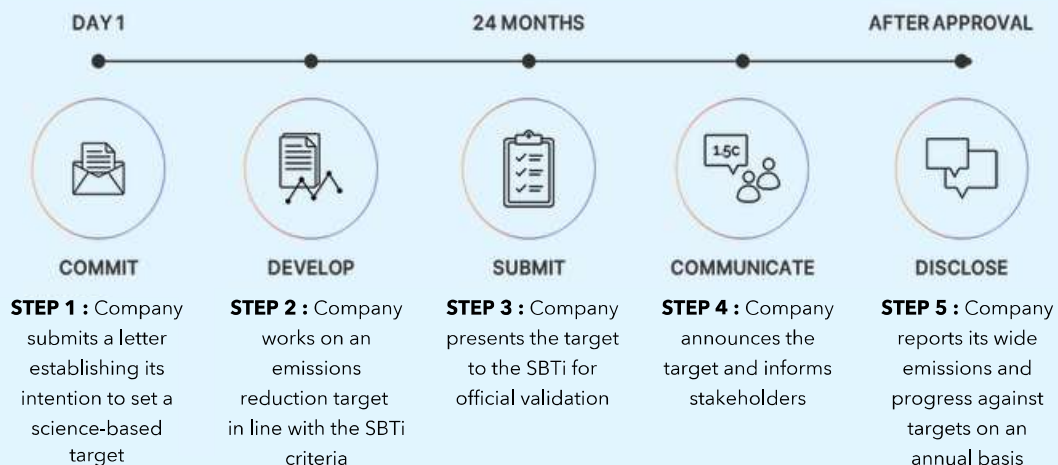 DAY 1
24 MONTHS
AFTER APPROVAL
1.5C
COMMIT
DEVELOP
SUBMIT
COMMUNICATE
DISCLOSE
STEP 1 : Company
submits a letter
establishing its
intention to set a
science-based
target
STEP 2 : Company
works on an
emissions
reduction target
in line with the SBTi
criteria
STEP 3 : Company
presents the target
to the SBTi for
official validation
STEP 4 : Company
announces the
target and informs
stakeholders
STEP 5 : Company
reports its wide
emissions and
progress against
targets on an
annual basis